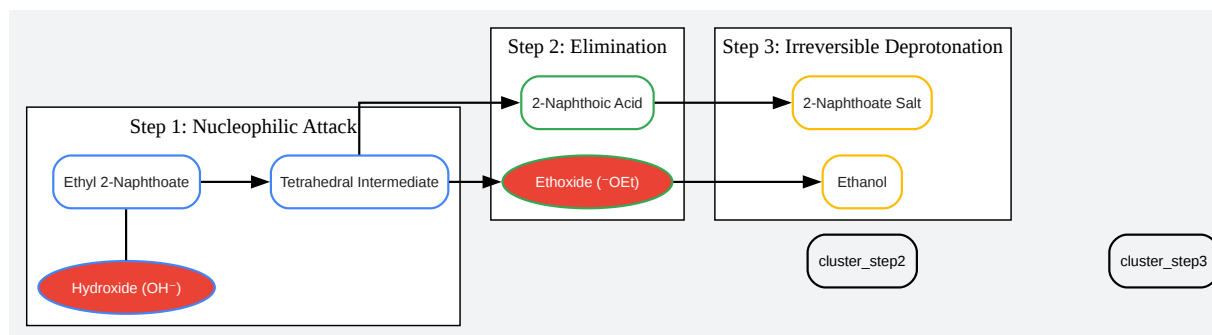 Step 1: Nucleophilic Attack
Ethyl 2-Naphthoate
Tetrahedral Intermediate
Hydroxide (OH⁻)
Step 2: Elimination
2-Naphthoic Acid
Ethoxide (⁻OEt)
Step 3: Irreversible Deprotonation
2-Naphthoate Salt
Ethanol
cluster_step2
cluster_step3